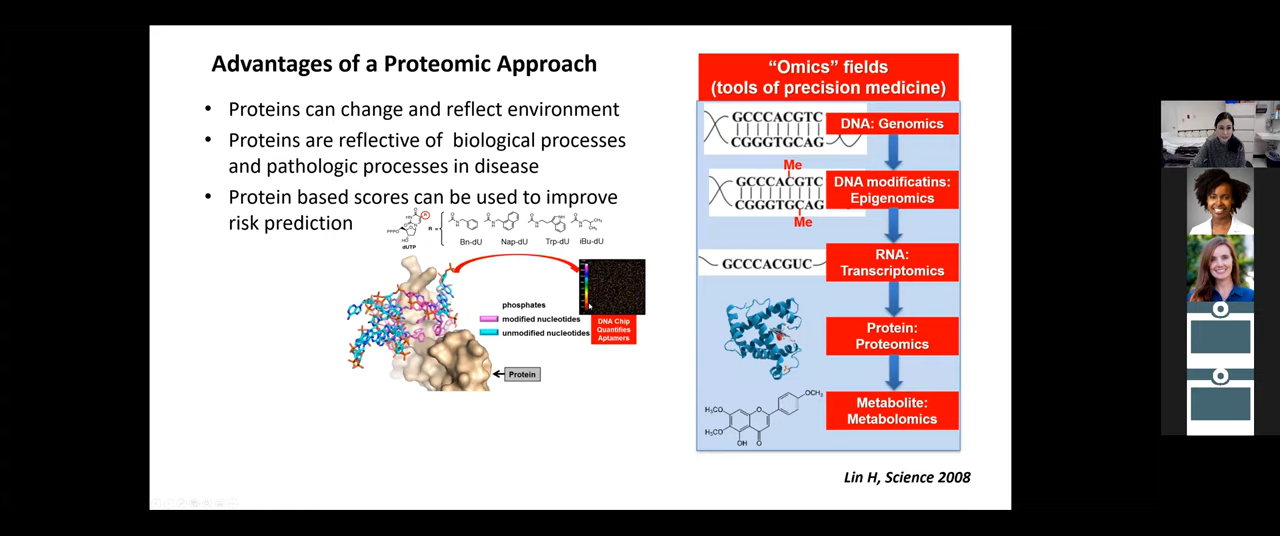 Advantages of a Proteomic Approach
• Proteins can change and reflect environment
• Proteins are reflective of biological processes
and pathologic processes in disease
• Protein based scores can be used to improve
risk prediction
dUTP
R =
Bn-dU
Nap-dU
Trp-dU
iBu-dU
phosphates
modified nucleotides
unmodified nucleotides
DNA Chip
Quantifies
Aptamers
Protein
“Omics” fields
(tools of precision medicine)
GCCCACGTC
CGGGTGCAG
DNA: Genomics
Me
GCCCACGTC
CGGGTGCAG
Me
DNA modificatins:
Epigenomics
GCCCACGUC
RNA:
Transcriptomics
Protein:
Proteomics
Metabolite:
Metabolomics
OCH₃
H₃CO
H₃CO
O
OH
O
Lin H, Science 2008